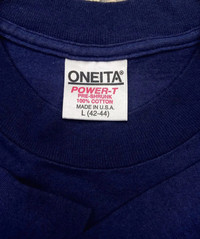 ONEITA®
POWER-T
PRE-SHRUNK
100% COTTON
MADE IN U.S.A.
L (42-44)